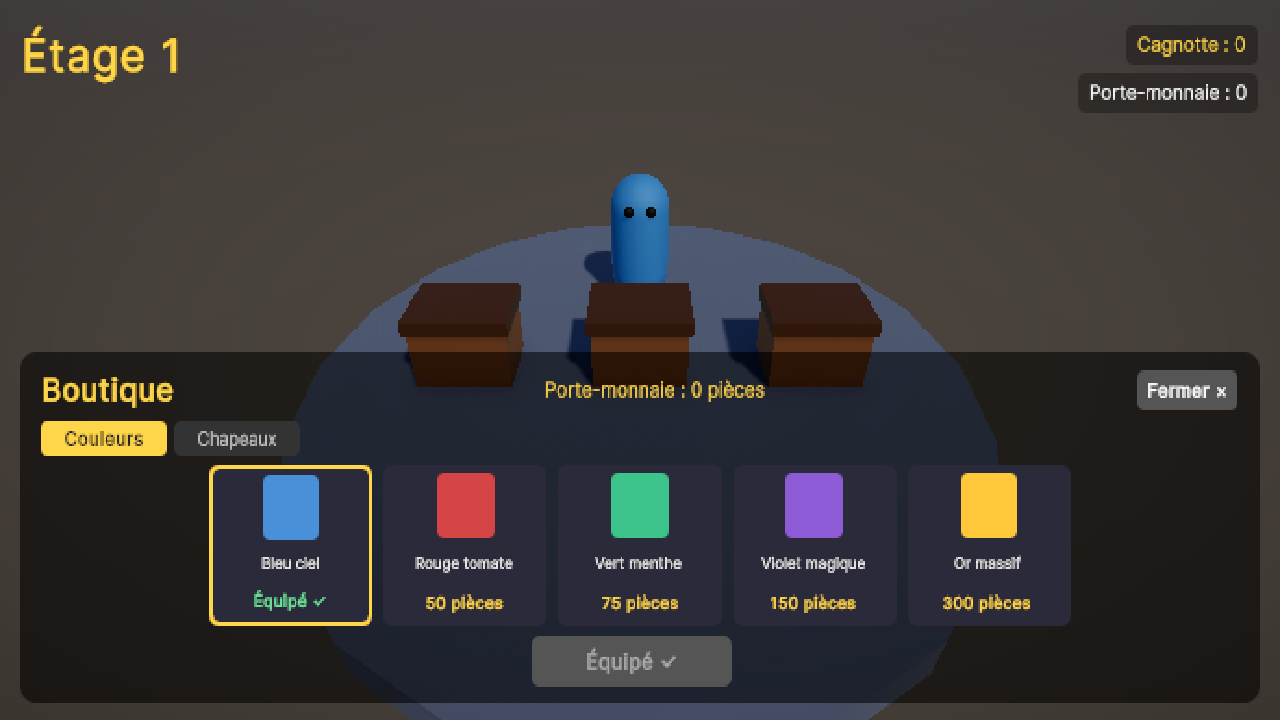 Étage 1
Cagnotte : 0
Porte-monnaie : 0
Boutique
Porte-monnaie : 0 pièces
Fermer ×
Couleurs
Chapeaux
Bleu ciel
Équipé ✓
Rouge tomate
50 pièces
Vert menthe
75 pièces
Violet magique
150 pièces
Or massif
300 pièces
Équipé ✓